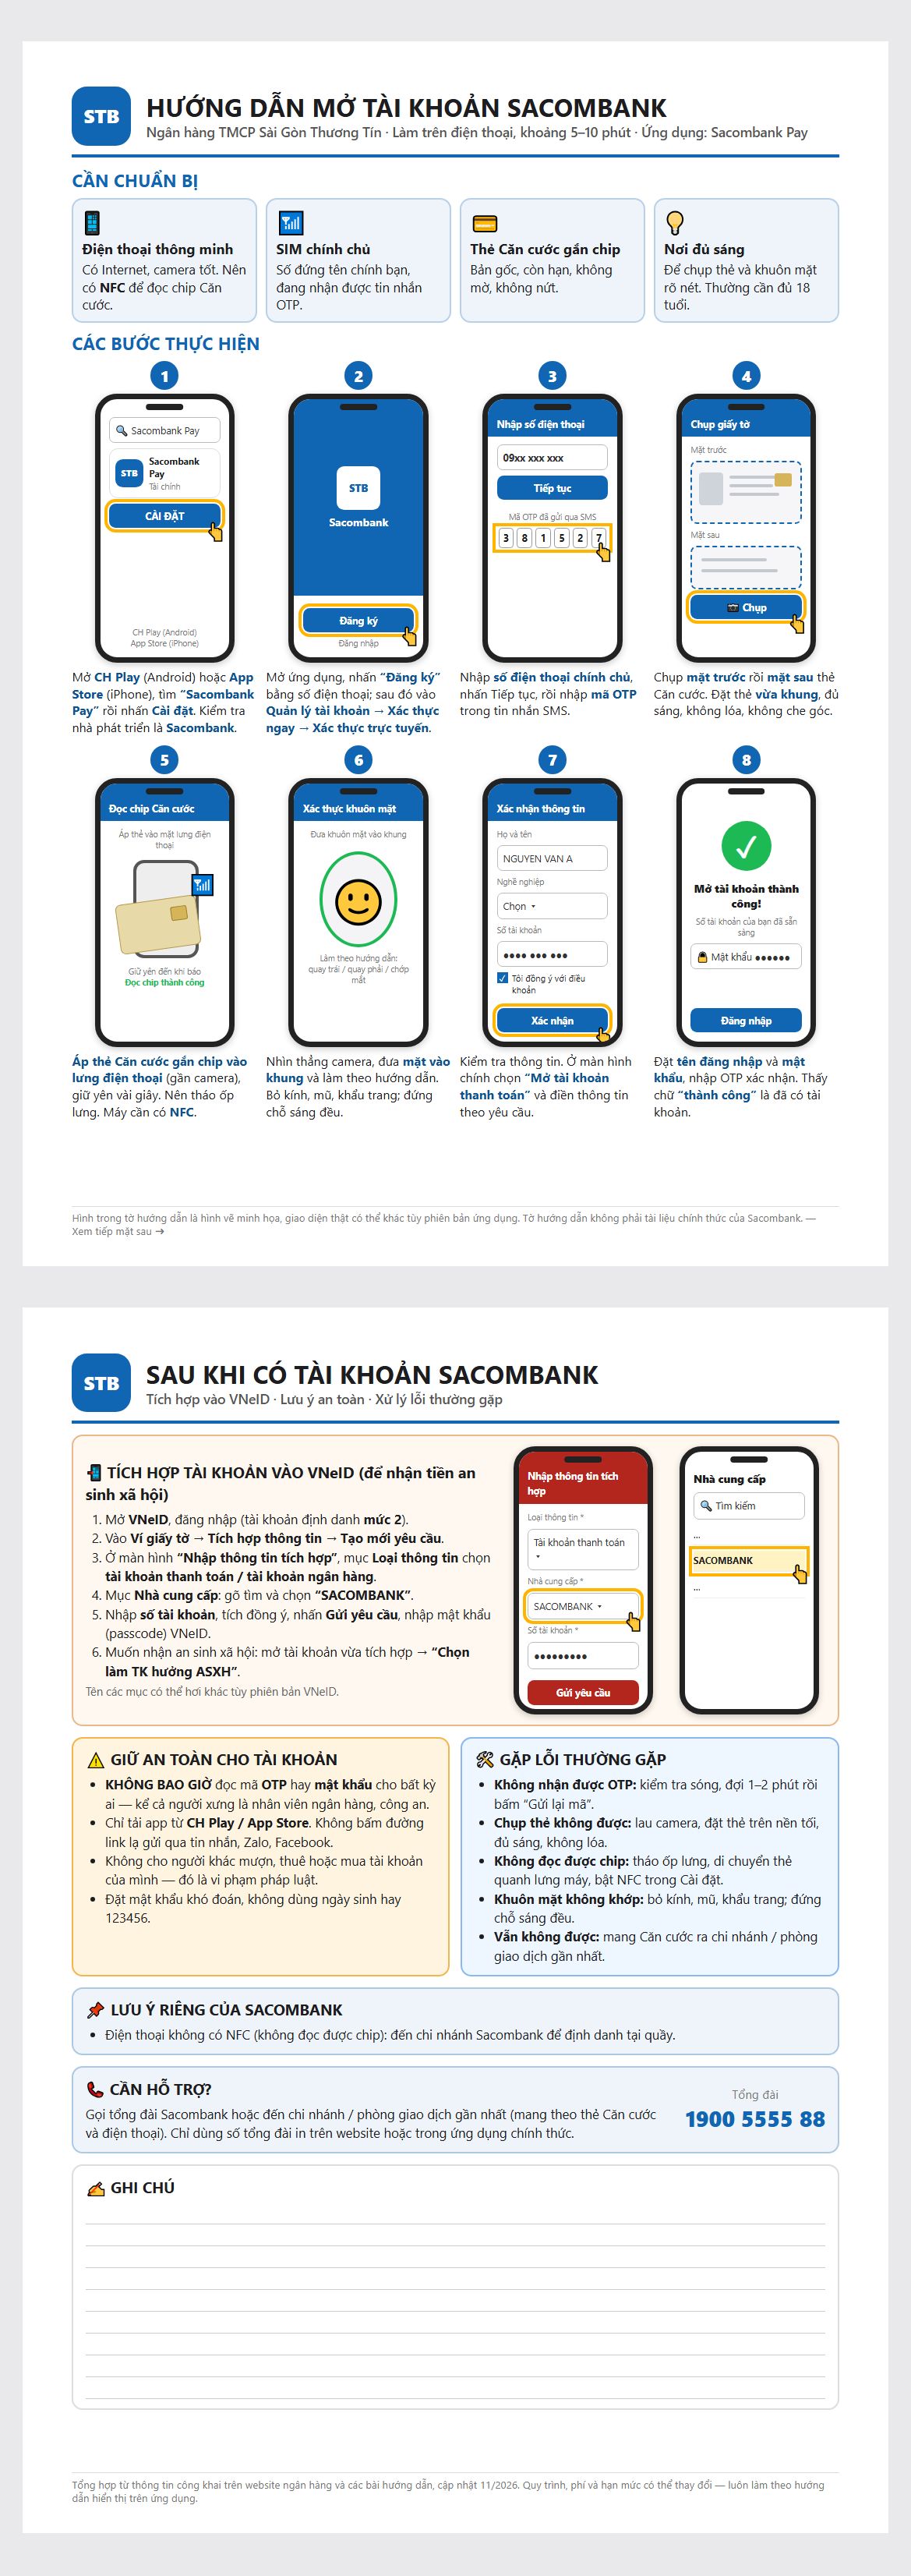 STB
HƯỚNG DẪN MỞ TÀI KHOẢN SACOMBANK
Ngân hàng TMCP Sài Gòn Thương Tín · Làm trên điện thoại, khoảng 5–10 phút · Ứng dụng: Sacombank Pay
CẦN CHUẨN BỊ
Điện thoại thông minh
Có Internet, camera tốt. Nên
có NFC để đọc chip Căn
cước.
SIM chính chủ
Số đứng tên chính bạn,
đang nhận được tin nhắn
OTP.
Thẻ Căn cước gắn chip
Bản gốc, còn hạn, không
mờ, không nứt.
Nơi đủ sáng
Để chụp thẻ và khuôn mặt
rõ nét. Thường cần đủ 18
tuổi.
CÁC BƯỚC THỰC HIỆN
1
Sacombank Pay
STB
Sacombank
Pay
Tài chính
CÀI ĐẶT
CH Play (Android)
App Store (iPhone)
Mở CH Play (Android) hoặc App
Store (iPhone), tìm “Sacombank
Pay” rồi nhấn Cài đặt. Kiểm tra
nhà phát triển là Sacombank.
2
STB
Sacombank
Đăng ký
Đăng nhập
Mở ứng dụng, nhấn “Đăng ký”
bằng số điện thoại; sau đó vào
Quản lý tài khoản → Xác thực
ngay → Xác thực trực tuyến.
3
Nhập số điện thoại
09xx xxx xxx
Tiếp tục
Mã OTP đã gửi qua SMS
3 8 1 5 2 7
Nhập số điện thoại chính chủ,
nhấn Tiếp tục, rồi nhập mã OTP
trong tin nhắn SMS.
4
Chụp giấy tờ
Mặt trước
Mặt sau
Chụp
Chụp mặt trước rồi mặt sau thẻ
Căn cước. Đặt thẻ vừa khung, đủ
sáng, không lóa, không che góc.
5
Đọc chip Căn cước
Áp thẻ vào mặt lưng điện
thoại
Giữ yên đến khi báo
Đọc chip thành công
Áp thẻ Căn cước gắn chip vào
lưng điện thoại (gần camera),
giữ yên vài giây. Nên tháo ốp
lưng. Máy cần có NFC.
6
Xác thực khuôn mặt
Đưa khuôn mặt vào khung
Làm theo hướng dẫn:
quay trái / quay phải / chớp
mắt
Nhìn thẳng camera, đưa mặt vào
khung và làm theo hướng dẫn.
Bỏ kính, mũ, khẩu trang; đứng
chỗ sáng đều.
7
Xác nhận thông tin
Họ và tên
NGUYEN VAN A
Nghề nghiệp
Chọn ▾
Số tài khoản
•••• ••• •••
Tôi đồng ý với điều
khoản
Xác nhận
Kiểm tra thông tin. Ở màn hình
chính chọn “Mở tài khoản
thanh toán” và điền thông tin
theo yêu cầu.
8
✓
Mở tài khoản thành
công!
Số tài khoản của bạn đã sẵn
sàng
Mật khẩu ••••••
Đăng nhập
Đặt tên đăng nhập và mật
khẩu, nhập OTP xác nhận. Thấy
chữ “thành công” là đã có tài
khoản.
Hình trong tờ hướng dẫn là hình vẽ minh họa, giao diện thật có thể khác tùy phiên bản ứng dụng. Tờ hướng dẫn không phải tài liệu chính thức của Sacombank. —
Xem tiếp mặt sau →
STB
SAU KHI CÓ TÀI KHOẢN SACOMBANK
Tích hợp vào VNeID · Lưu ý an toàn · Xử lý lỗi thường gặp
TÍCH HỢP TÀI KHOẢN VÀO VNeID (để nhận tiền an
sinh xã hội)
1. Mở VNeID, đăng nhập (tài khoản định danh mức 2).
2. Vào Ví giấy tờ → Tích hợp thông tin → Tạo mới yêu cầu.
3. Ở màn hình “Nhập thông tin tích hợp”, mục Loại thông tin chọn
tài khoản thanh toán / tài khoản ngân hàng.
4. Mục Nhà cung cấp: gõ tìm và chọn “SACOMBANK”.
5. Nhập số tài khoản, tích đồng ý, nhấn Gửi yêu cầu, nhập mật khẩu
(passcode) VNeID.
6. Muốn nhận an sinh xã hội: mở tài khoản vừa tích hợp → “Chọn
làm TK hưởng ASXH”.
Tên các mục có thể hơi khác tùy phiên bản VNeID.
Nhập thông tin tích
hợp
Loại thông tin *
Tài khoản thanh toán
▾
Nhà cung cấp *
SACOMBANK ▾
Số tài khoản *
•••••••••
Gửi yêu cầu
Nhà cung cấp
Tìm kiếm
...
SACOMBANK
...
GIỮ AN TOÀN CHO TÀI KHOẢN
• KHÔNG BAO GIỜ đọc mã OTP hay mật khẩu cho bất kỳ
ai — kể cả người xưng là nhân viên ngân hàng, công an.
• Chỉ tải app từ CH Play / App Store. Không bấm đường
link lạ gửi qua tin nhắn, Zalo, Facebook.
• Không cho người khác mượn, thuê hoặc mua tài khoản
của mình — đó là vi phạm pháp luật.
• Đặt mật khẩu khó đoán, không dùng ngày sinh hay
123456.
GẶP LỖI THƯỜNG GẶP
• Không nhận được OTP: kiểm tra sóng, đợi 1–2 phút rồi
bấm “Gửi lại mã”.
• Chụp thẻ không được: lau camera, đặt thẻ trên nền tối,
đủ sáng, không lóa.
• Không đọc được chip: tháo ốp lưng, di chuyển thẻ
quanh lưng máy, bật NFC trong Cài đặt.
• Khuôn mặt không khớp: bỏ kính, mũ, khẩu trang; đứng
chỗ sáng đều.
• Vẫn không được: mang Căn cước ra chi nhánh / phòng
giao dịch gần nhất.
LƯU Ý RIÊNG CỦA SACOMBANK
• Điện thoại không có NFC (không đọc được chip): đến chi nhánh Sacombank để định danh tại quầy.
CẦN HỖ TRỢ?
Gọi tổng đài Sacombank hoặc đến chi nhánh / phòng giao dịch gần nhất (mang theo thẻ Căn cước
và điện thoại). Chỉ dùng số tổng đài in trên website hoặc trong ứng dụng chính thức.
Tổng đài
1900 5555 88
GHI CHÚ
Tổng hợp từ thông tin công khai trên website ngân hàng và các bài hướng dẫn, cập nhật 11/2026. Quy trình, phí và hạn mức có thể thay đổi — luôn làm theo hướng
dẫn hiển thị trên ứng dụng.